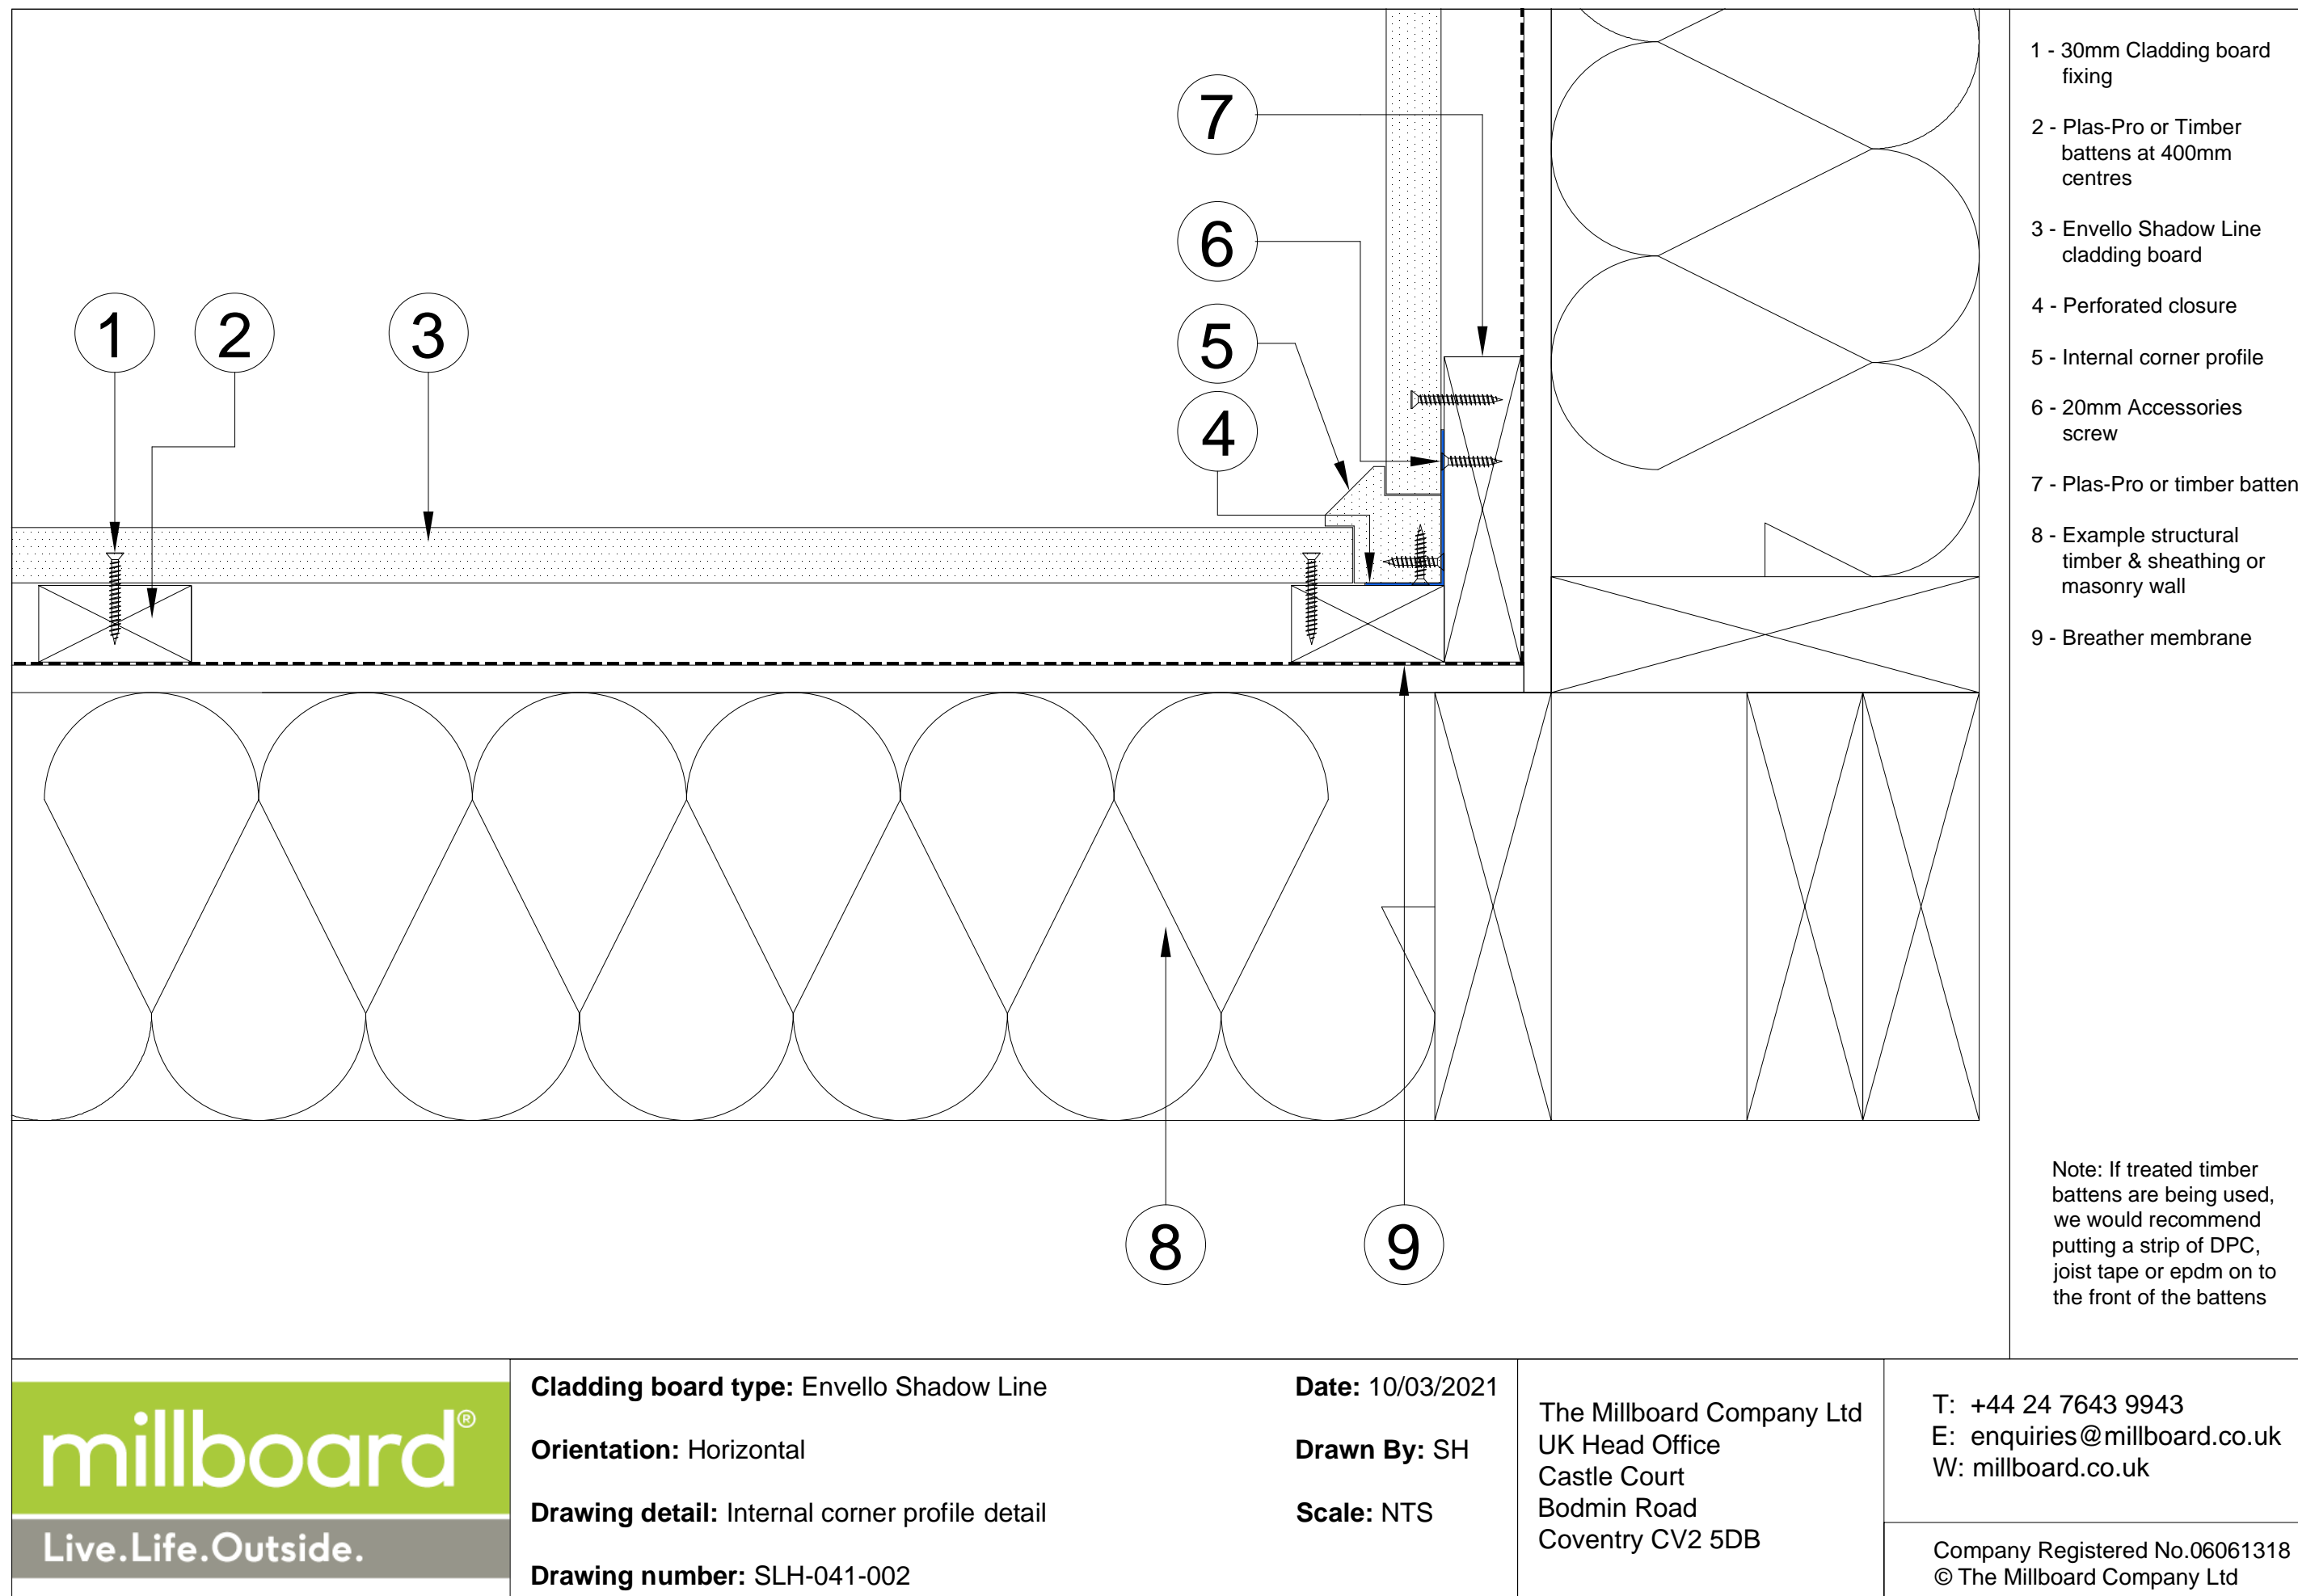 7
6
5
4
1
2
3
8
9
1 - 30mm Cladding board
fixing
2 - Plas-Pro or Timber
battens at 400mm
centres
3 - Envello Shadow Line
cladding board
4 - Perforated closure
5 - Internal corner profile
6 - 20mm Accessories
screw
7 - Plas-Pro or timber batten
8 - Example structural
timber & sheathing or
masonry wall
9 - Breather membrane
Note: If treated timber
battens are being used,
we would recommend
putting a strip of DPC,
joist tape or epdm on to
the front of the battens
millboard®
Live.Life.Outside.
Cladding board type: Envello Shadow Line
Orientation: Horizontal
Drawing detail: Internal corner profile detail
Drawing number: SLH-041-002
Date: 10/03/2021
Drawn By: SH
Scale: NTS
The Millboard Company Ltd
UK Head Office
Castle Court
Bodmin Road
Coventry CV2 5DB
T: +44 24 7643 9943
E: enquiries@millboard.co.uk
W: millboard.co.uk
Company Registered No.06061318
© The Millboard Company Ltd